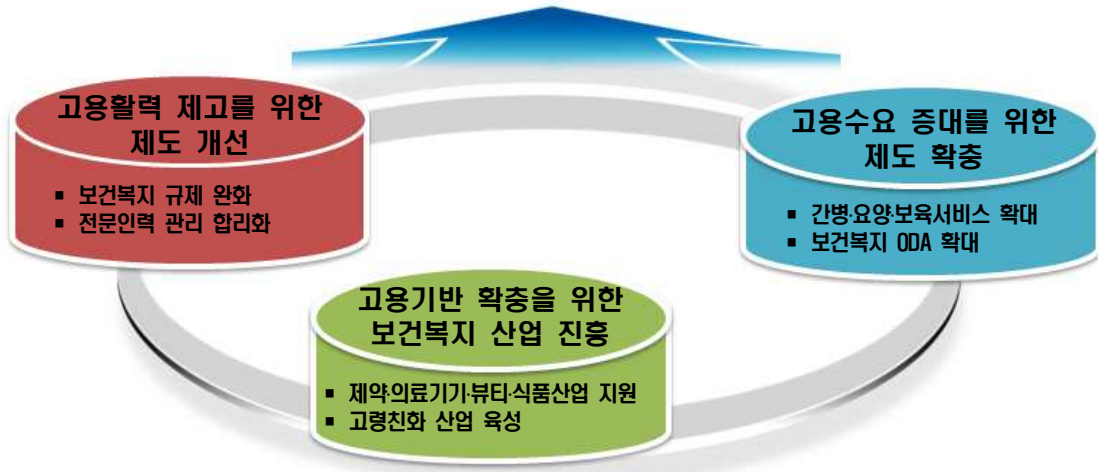 고용활력 제고를 위한
제도 개선
▪ 보건복지 규제 완화
▪ 전문인력 관리 합리화
고용수요 증대를 위한
제도 확충
▪ 간병·요양·보육서비스 확대
▪ 보건복지 ODA 확대
고용기반 확충을 위한
보건복지 산업 진흥
▪ 제약·의료기기·뷰티·식품산업 지원
▪ 고령친화 산업 육성